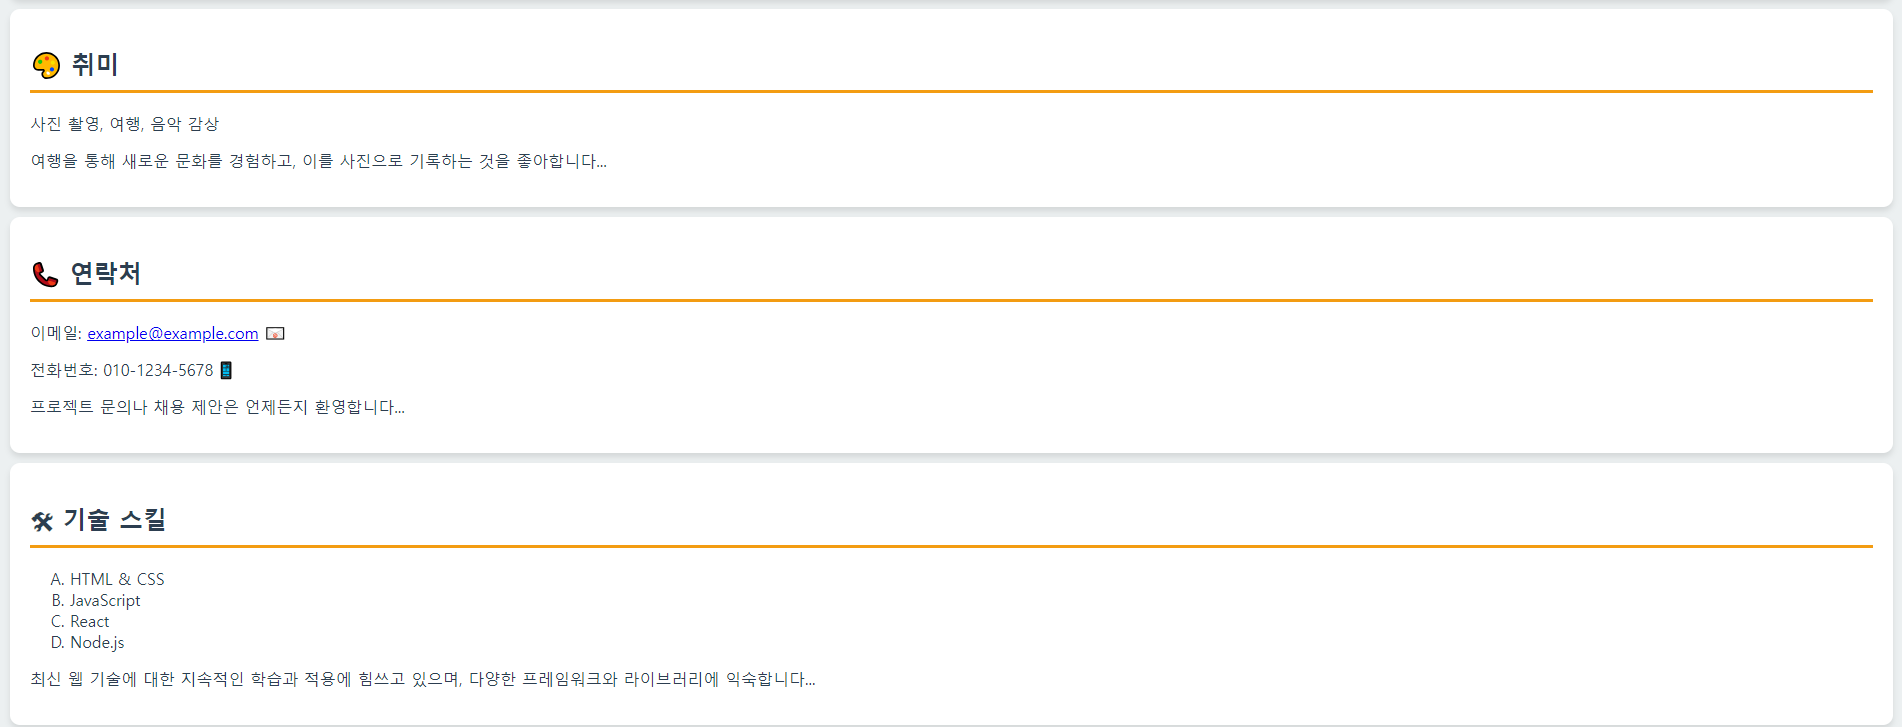 🎨 취미
사진 촬영, 여행, 음악 감상
여행을 통해 새로운 문화를 경험하고, 이를 사진으로 기록하는 것을 좋아합니다...
📞 연락처
이메일: example@example.com 📧
전화번호: 010-1234-5678 📱
프로젝트 문의나 채용 제안은 언제든지 환영합니다...
🛠 기술 스킬
A. HTML & CSS
B. JavaScript
C. React
D. Node.js
최신 웹 기술에 대한 지속적인 학습과 적용에 힘쓰고 있으며, 다양한 프레임워크와 라이브러리에 익숙합니다...